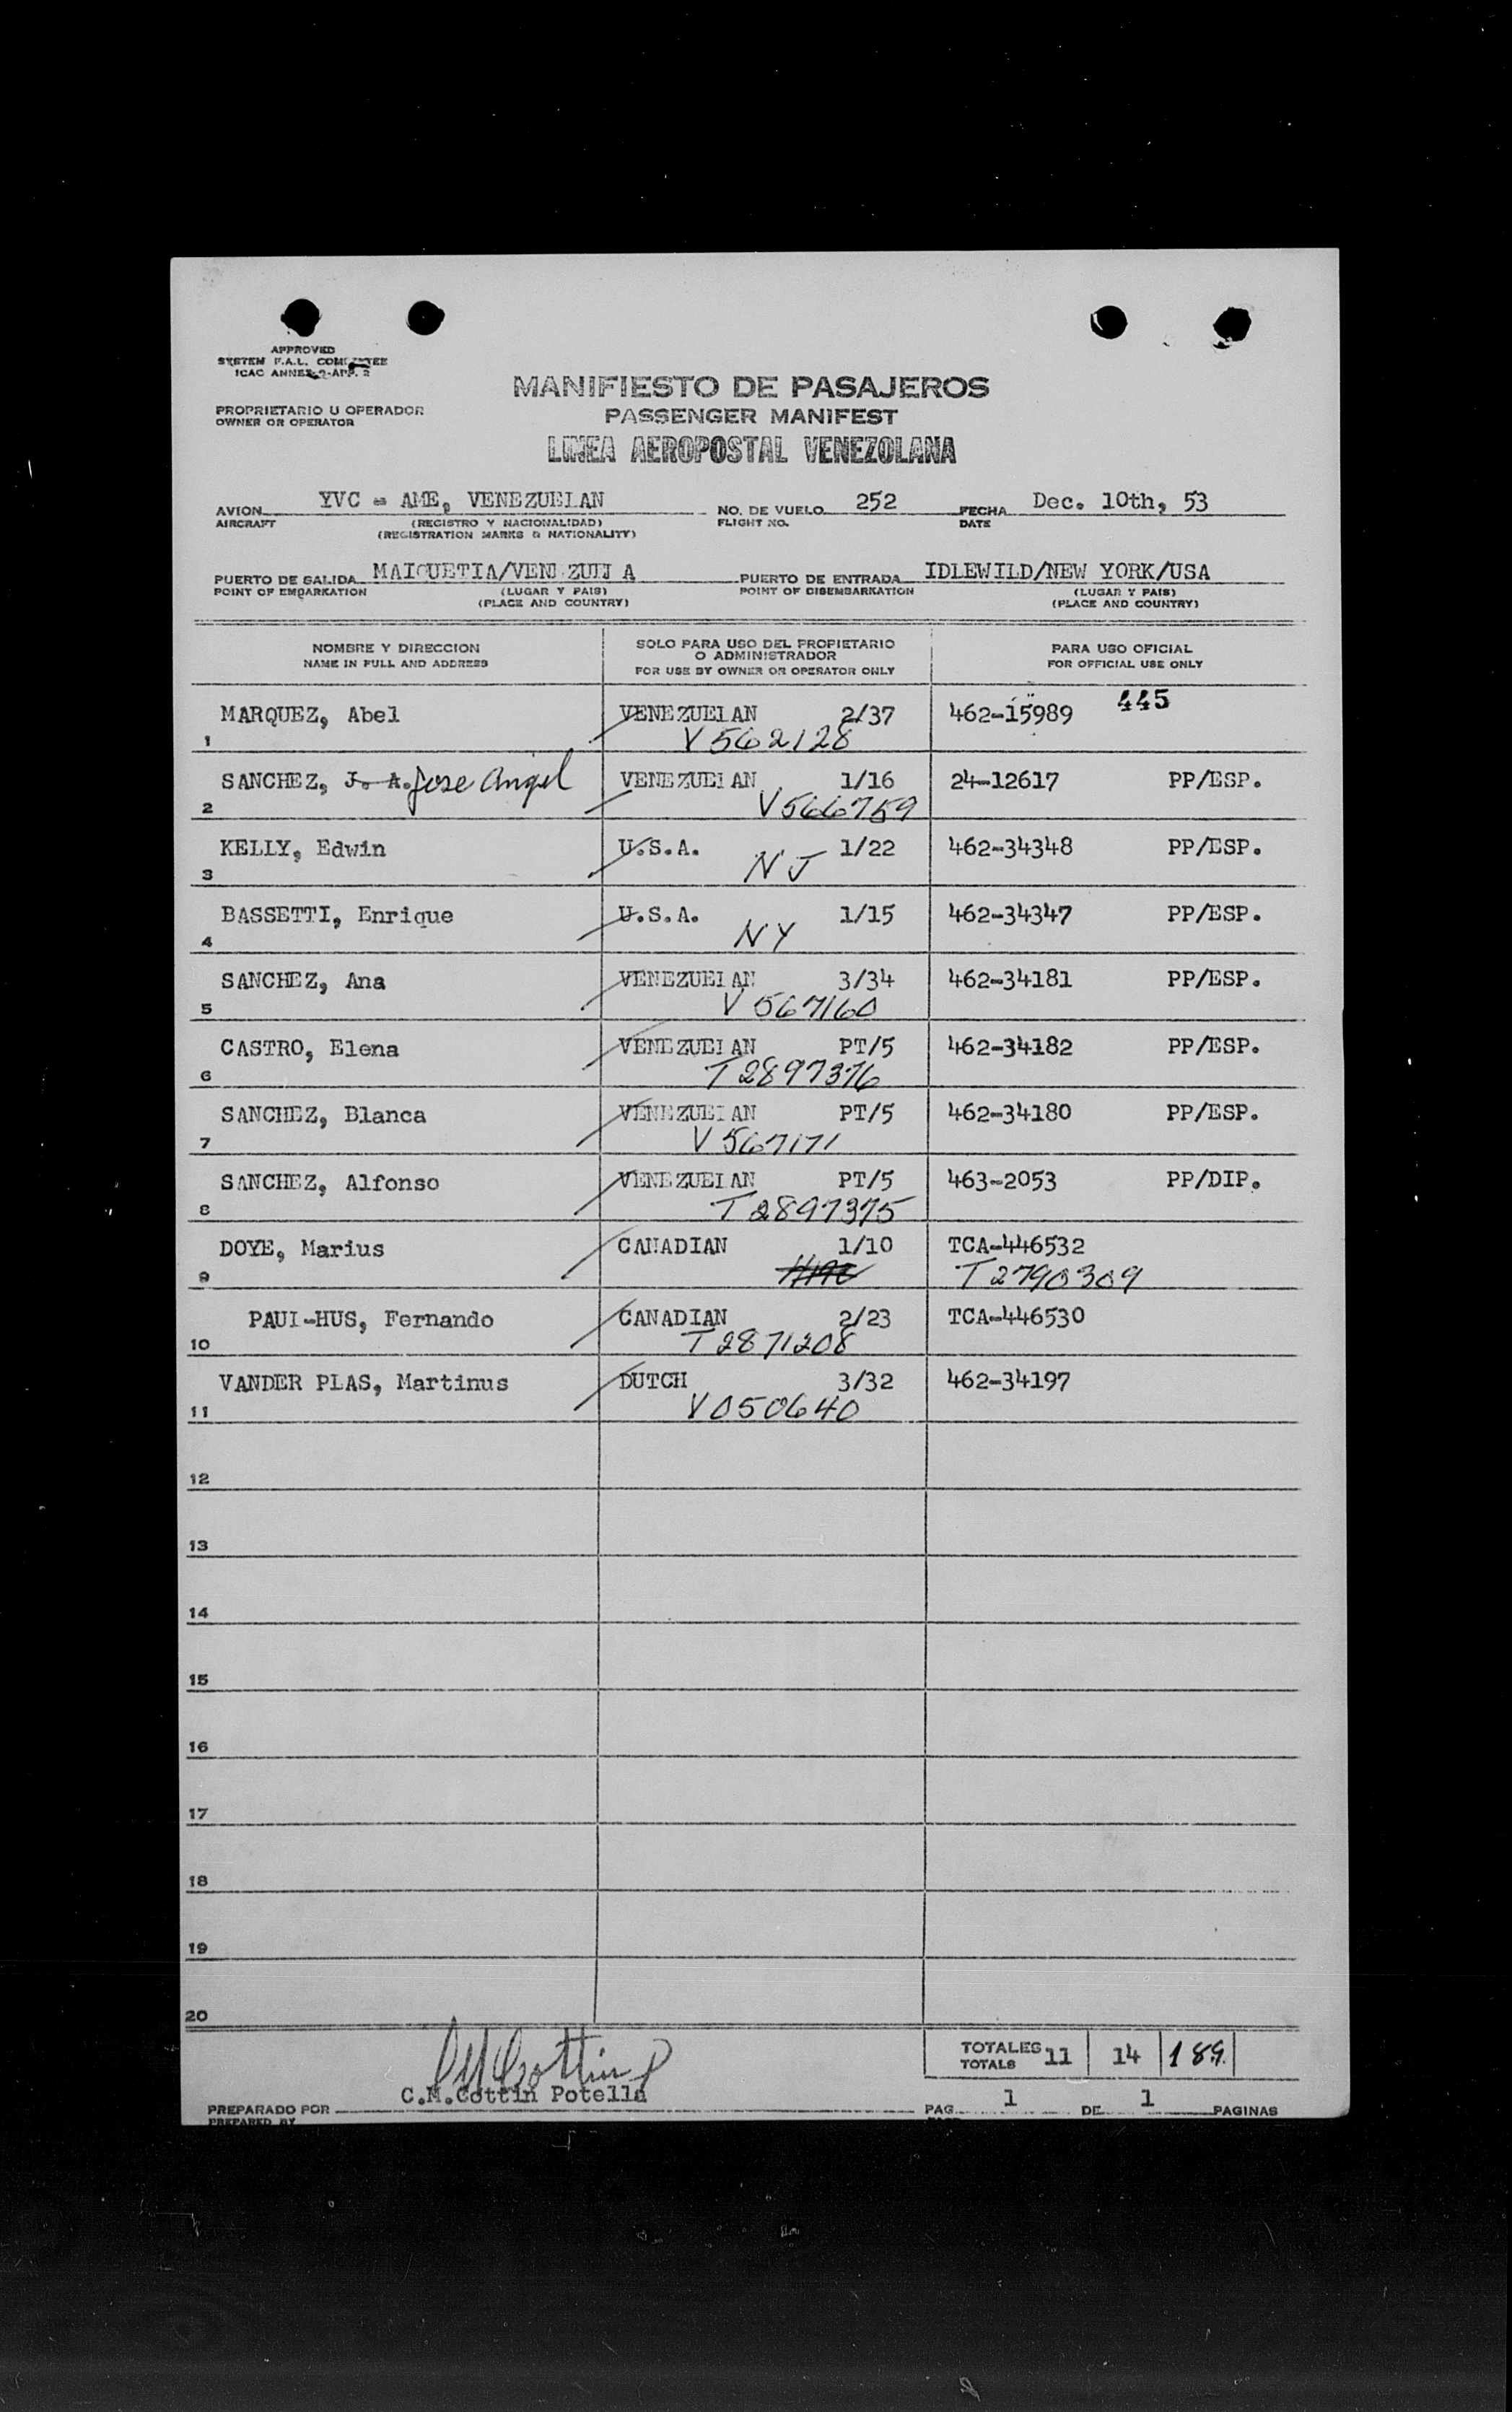 APPROVED
SYSTEM F.A.L. COMMITTEE
ICAC ANNEX 9-APP. 2
MANIFIESTO DE PASAJEROS
PROPRIETARIO U OPERADOR
OWNER OR OPERATOR
PASSENGER MANIFEST
LINEA AEROPOSTAL VENEZOLANA
AVION YVC - AME, VENEZUELAN NO. DE VUELO 252 FECHA Dec. 10th, 53
AIRCRAFT (REGISTRO Y NACIONALIDAD) FLIGHT NO. DATE
(REGISTRATION MARKS & NATIONALITY)
PUERTO DE SALIDA MAIQUETIA/VENEZUELA PUERTO DE ENTRADA IDLEWILD/NEW YORK/USA
POINT OF EMBARKATION (LUGAR Y PAIS) POINT OF DISEMBARKATION (LUGAR Y PAIS)
(PLACE AND COUNTRY) (PLACE AND COUNTRY)
NOMBRE Y DIRECCION SOLO PARA USO DEL PROPIETARIO PARA USO OFICIAL
NAME IN FULL AND ADDRESS O ADMINISTRADOR FOR OFFICIAL USE ONLY
FOR USE BY OWNER OR OPERATOR ONLY
MARQUEZ, Abel VENEZUELAN 2/37 462-15989 445
1 V562128
SANCHEZ, J. A. Jose Angel VENEZUELAN 1/16 24-12617 PP/ESP.
2 V566759
KELLY, Edwin U.S.A. 1/22 462-34348 PP/ESP.
3 NJ
BASSETTI, Enrique U.S.A. 1/15 462-34347 PP/ESP.
4 NY
SANCHEZ, Ana VENEZUELAN 3/34 462-34181 PP/ESP.
5 V567160
CASTRO, Elena VENEZUELAN PT/5 462-34182 PP/ESP.
6 T2897376
SANCHEZ, Blanca VENEZUELAN PT/5 462-34180 PP/ESP.
7 V567171
SANCHEZ, Alfonso VENEZUELAN PT/5 463-2053 PP/DIP.
8 T2897375
DOYE, Marius CANADIAN 1/10 TCA-446532
9 T2790309
PAUI-HUS, Fernando CANADIAN 2/23 TCA-446530
10 T2871208
VANDER PLAS, Martinus DUTCH 3/32 462-34197
11 V050640
12
13
14
15
16
17
18
19
20
TOTALES 11 14 189
TOTALS
C.M.Cottin Potella
PREPARADO POR PAG. 1 DE 1 PAGINAS
PREPARED BY